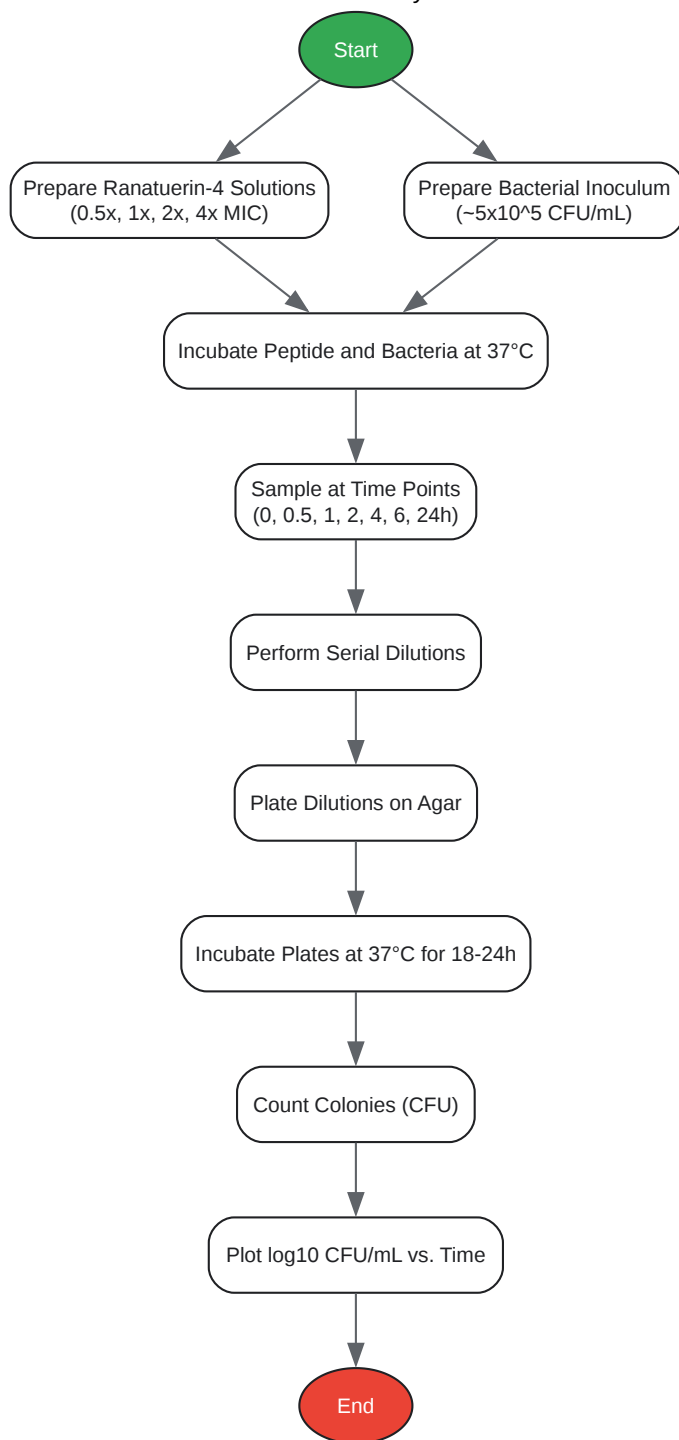 Start
Prepare Ranatuerin-4 Solutions
(0.5x, 1x, 2x, 4x MIC)
Prepare Bacterial Inoculum
(~5x10^5 CFU/mL)
Incubate Peptide and Bacteria at 37°C
Sample at Time Points
(0, 0.5, 1, 2, 4, 6, 24h)
Perform Serial Dilutions
Plate Dilutions on Agar
Incubate Plates at 37°C for 18-24h
Count Colonies (CFU)
Plot log10 CFU/mL vs. Time
End